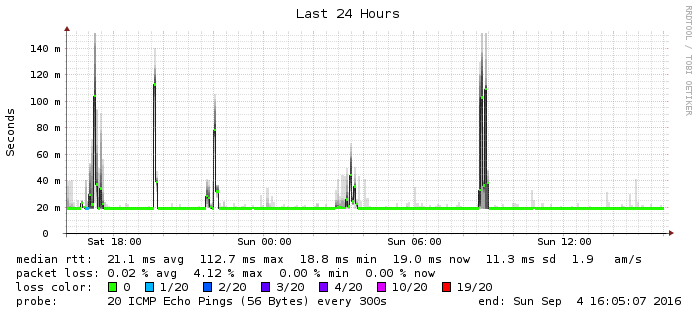 Last 24 Hours
RRDTOOL / TOBI OETIKER
Seconds
140 m
120 m
100 m
80 m
60 m
40 m
20 m
0
Sat 18:00 Sun 00:00 Sun 06:00 Sun 12:00
median rtt: 21.1 ms avg 112.7 ms max 18.8 ms min 19.0 ms now 11.3 ms sd 1.9 am/s
packet loss: 0.02 % avg 4.12 % max 0.00 % min 0.00 % now
loss color: 0 1/20 2/20 3/20 4/20 10/20 19/20
probe: 20 ICMP Echo Pings (56 Bytes) every 300s end: Sun Sep 4 16:05:07 2016